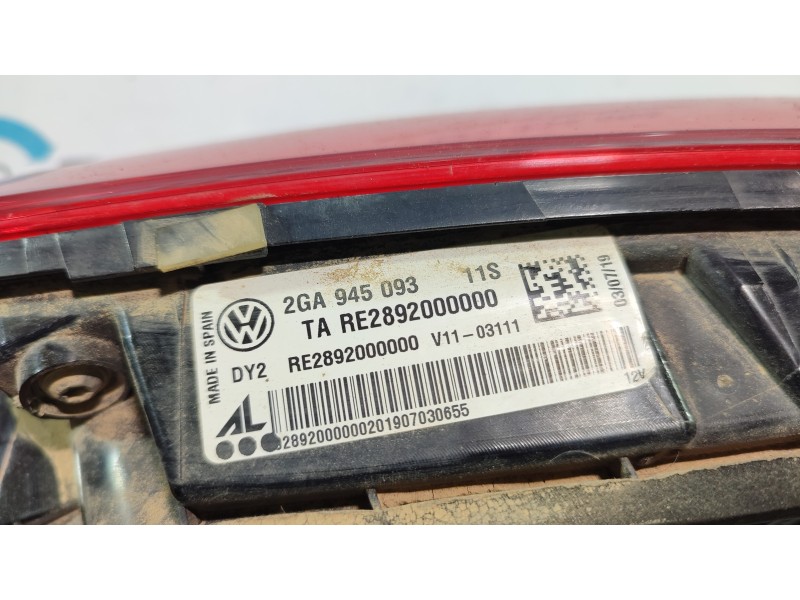 MADE IN SPAIN
VW
2GA 945 093 11S
TA RE2892000000
DY2 RE2892000000 V11-03111
03/07/19
12V
AL
2892000000201907030655